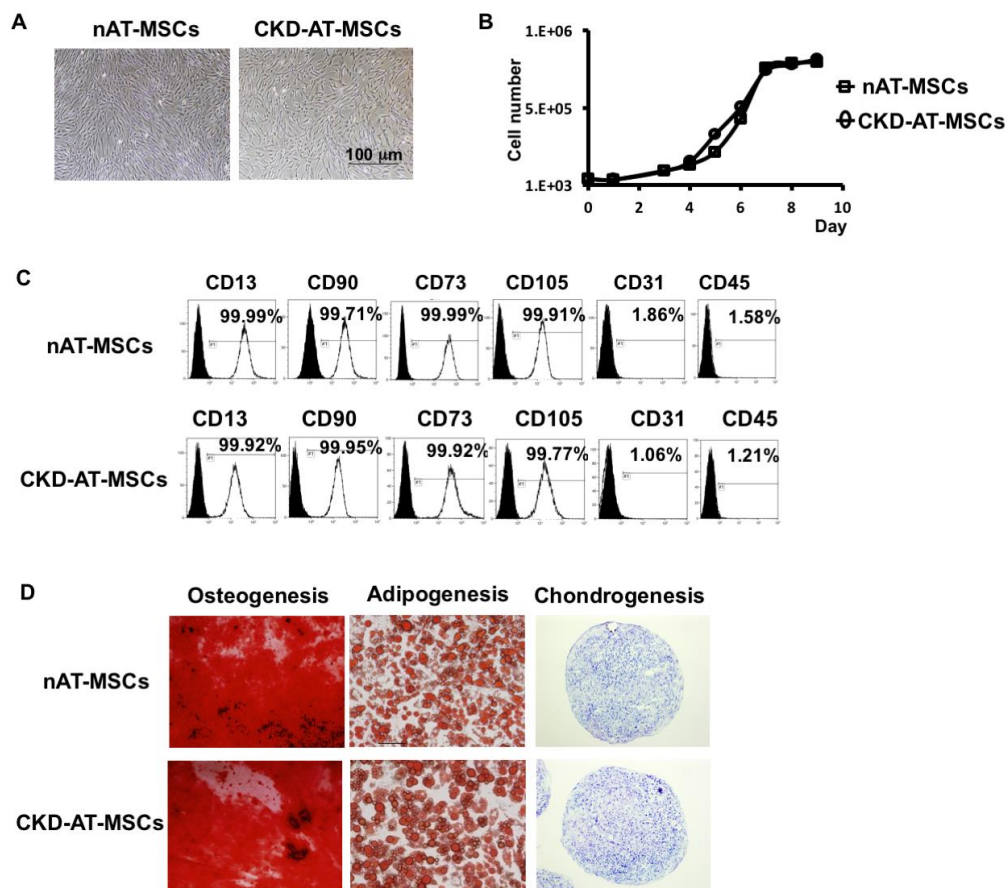 A
nAT-MSCs CKD-AT-MSCs
100 μm
B
Cell number
1.E+06
5.E+05
1.E+03
0 2 4 6 8 10
Day
nAT-MSCs
CKD-AT-MSCs
C
CD13 CD90 CD73 CD105 CD31 CD45
nAT-MSCs
99.99% 99.71% 99.99% 99.91% 1.86% 1.58%
CD13 CD90 CD73 CD105 CD31 CD45
CKD-AT-MSCs
99.92% 99.95% 99.92% 99.77% 1.06% 1.21%
D
Osteogenesis Adipogenesis Chondrogenesis
nAT-MSCs
CKD-AT-MSCs